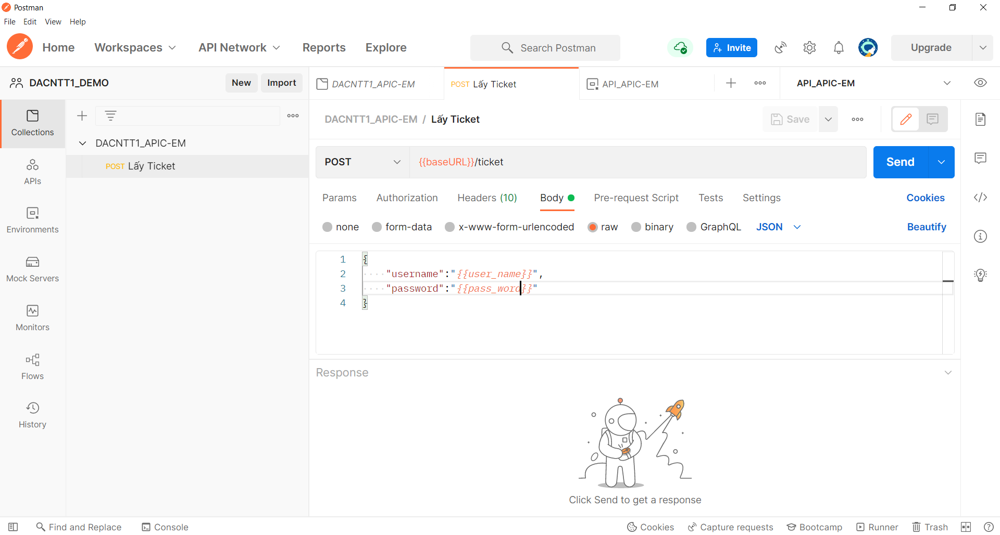 Postman
File Edit View Help
Home Workspaces API Network Reports Explore Search Postman Invite Upgrade
DACNTT1_DEMO New Import DACNTT1_APIC-EM POST Lấy Ticket API_APIC-EM API_APIC-EM
DACNTT1_APIC-EM / Lấy Ticket Save
Collections
DACNTT1_APIC-EM
POST Lấy Ticket
APIs
Environments
Mock Servers
Monitors
Flows
History
POST {{baseURL}}/ticket Send
Params Authorization Headers (10) Body Pre-request Script Tests Settings Cookies
none form-data x-www-form-urlencoded raw binary GraphQL JSON Beautify
1 {
2 "username":"{{user_name}}",
3 "password":"{{pass_word}}"
4 }
Response
Click Send to get a response
Find and Replace Console Cookies Capture requests Bootcamp Runner Trash